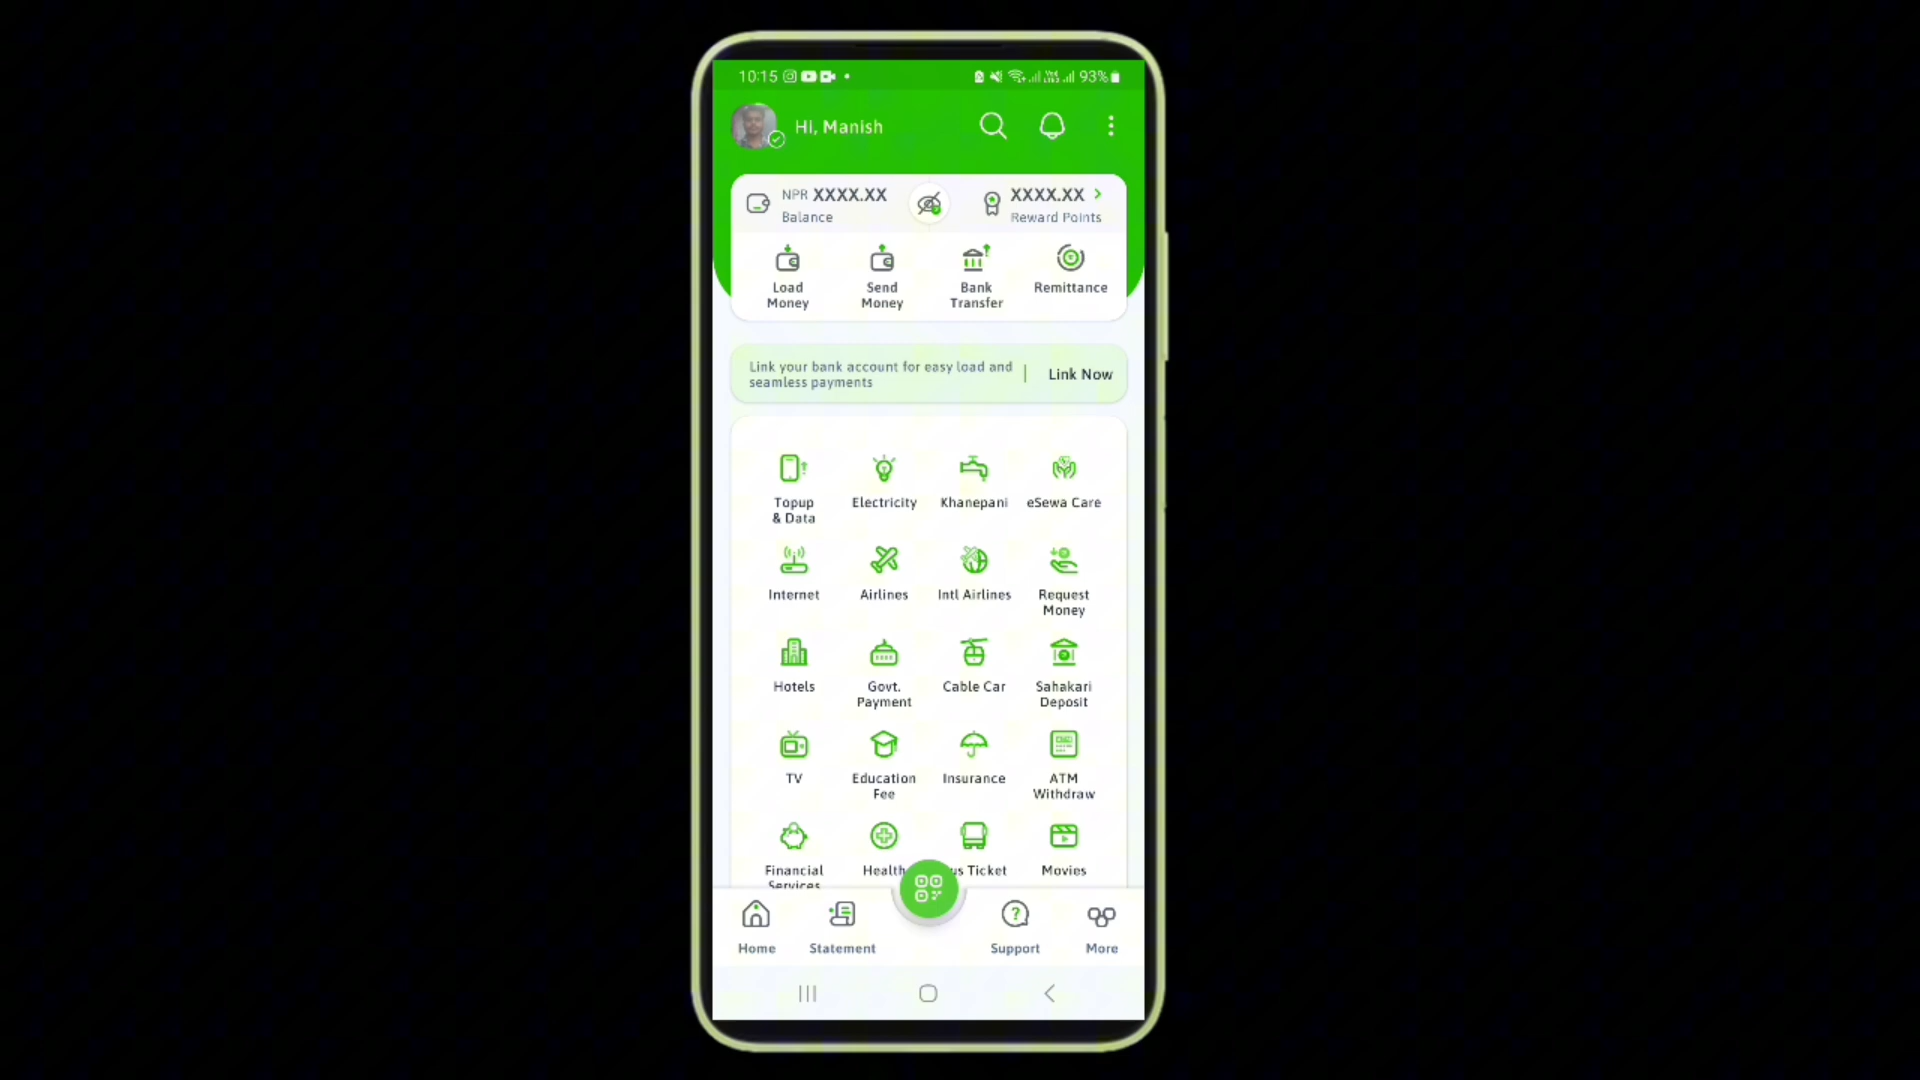 10:15 93%
Hi, Manish
NPR XXXX.XX XXXX.XX
Balance Reward Points
Load Send Bank Remittance
Money Money Transfer
Link your bank account for easy load and
seamless payments
Link Now
Topup Electricity Khanepani eSewa Care
& Data
Internet Airlines Intl Airlines Request
Money
Hotels Govt. Cable Car Sahakari
Payment Deposit
TV Education Insurance ATM
Fee Withdraw
Financial Health us Ticket Movies
Services
Home Statement Support More